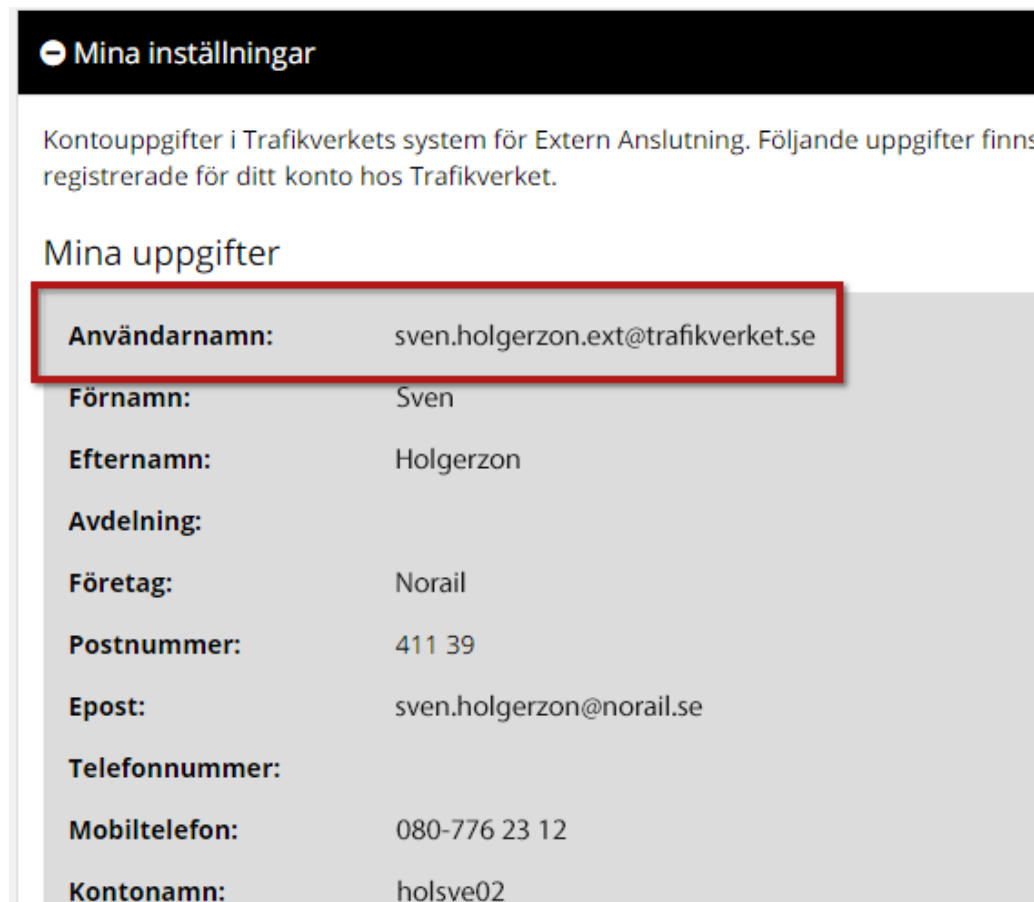 Mina inställningar
Kontouppgifter i Trafikverkets system för Extern Anslutning. Följande uppgifter finns
registrerade för ditt konto hos Trafikverket.
Mina uppgifter
Användarnamn: sven.holgerzon.ext@trafikverket.se
Förnamn: Sven
Efternamn: Holgerzon
Avdelning:
Företag: Norail
Postnummer: 411 39
Epost: sven.holgerzon@norail.se
Telefonnummer:
Mobiltelefon: 080-776 23 12
Kontonamn: holsve02